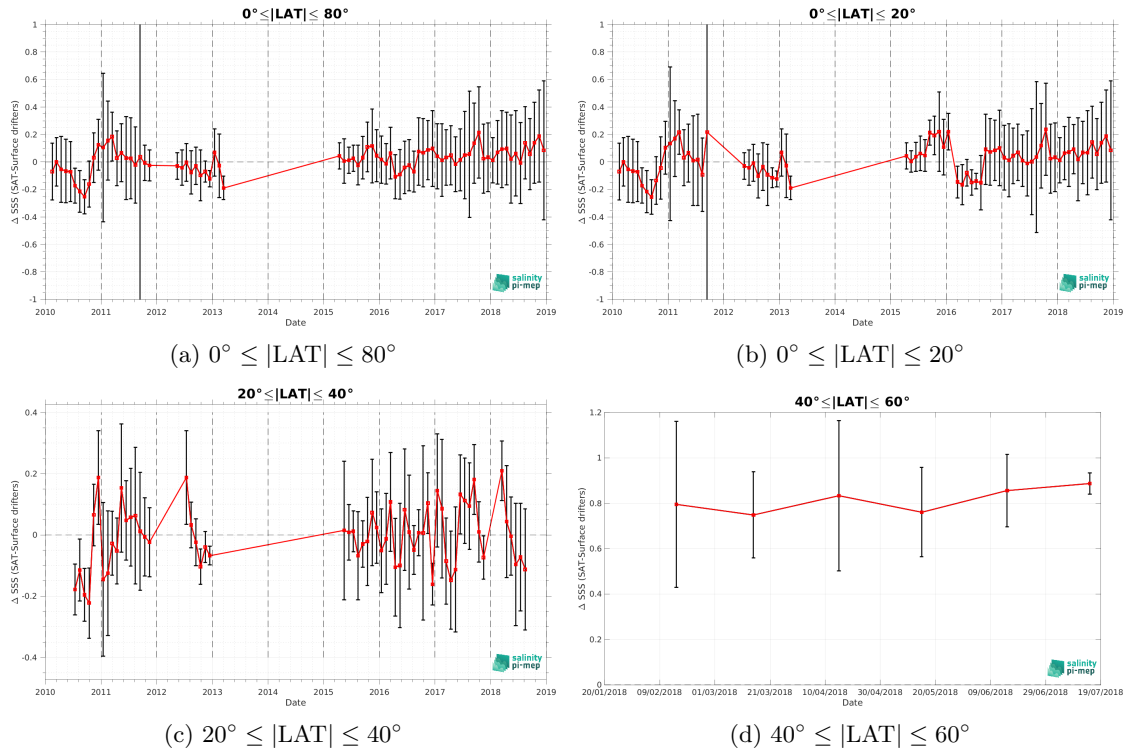 0°≤|LAT|≤ 80°
Δ SSS (SAT-Surface drifters)
1
0.8
0.6
0.4
0.2
0
-0.2
-0.4
-0.6
-0.8
-1
2010 2011 2012 2013 2014 2015 2016 2017 2018 2019
Date
salinity
pi-mep
(a) 0° ≤ |LAT| ≤ 80°
0°≤|LAT|≤ 20°
Δ SSS (SAT-Surface drifters)
1
0.8
0.6
0.4
0.2
0
-0.2
-0.4
-0.6
-0.8
-1
2010 2011 2012 2013 2014 2015 2016 2017 2018 2019
Date
salinity
pi-mep
(b) 0° ≤ |LAT| ≤ 20°
20°≤|LAT|≤ 40°
Δ SSS (SAT-Surface drifters)
0.4
0.2
0
-0.2
-0.4
2010 2011 2012 2013 2014 2015 2016 2017 2018 2019
Date
salinity
pi-mep
(c) 20° ≤ |LAT| ≤ 40°
40°≤|LAT|≤ 60°
Δ SSS (SAT-Surface drifters)
1.2
1
0.8
0.6
0.4
0.2
0
20/01/2018 09/02/2018 01/03/2018 21/03/2018 10/04/2018 30/04/2018 20/05/2018 09/06/2018 29/06/2018 19/07/2018
Date
salinity
pi-mep
(d) 40° ≤ |LAT| ≤ 60°